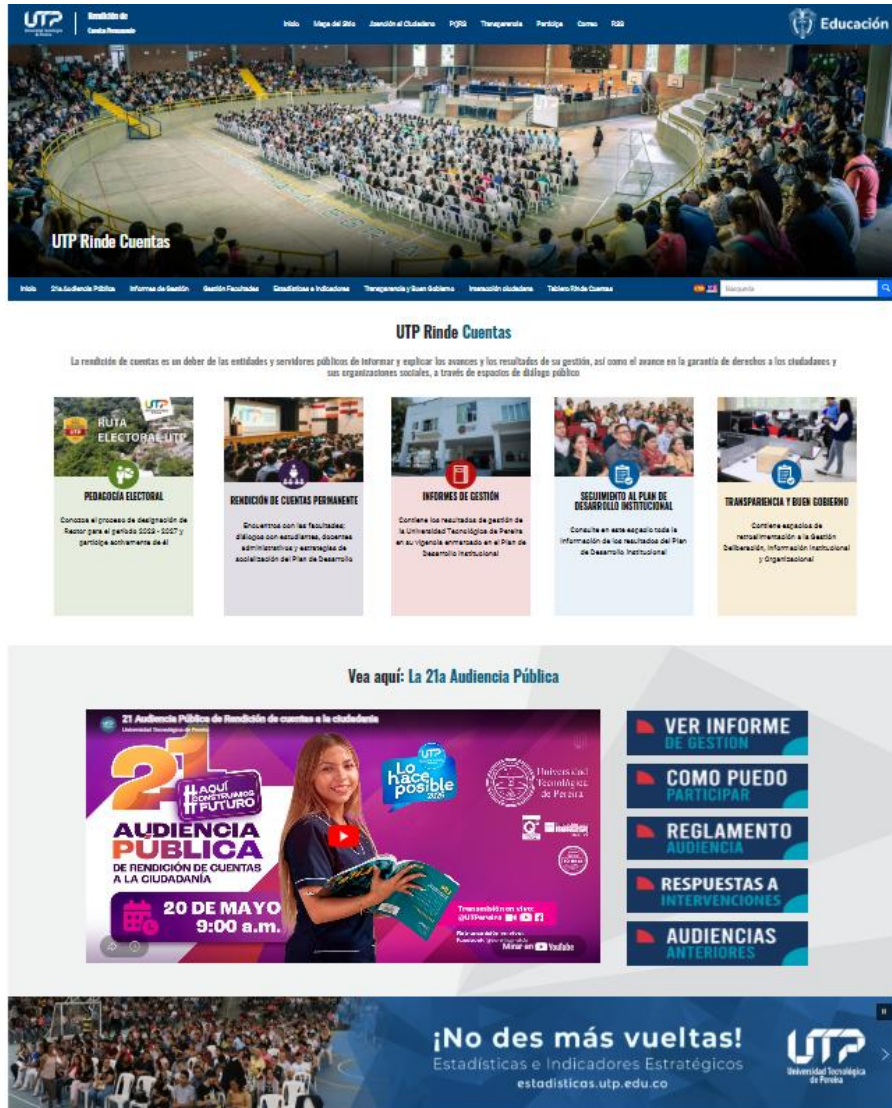 UTP
Rendición de
Cuentas Permanente
Inicio Mapa del Sitio Atención al Ciudadano PQRS Transparencia Participa Correo RSS
Educación
UTP Rinde Cuentas
Inicio 21a Audiencia Pública Informes de Gestión Gestión Facultades Estadísticas e Indicadores Transparencia y Buen Gobierno Interacción ciudadana Tablero Rinde Cuentas
Búsqueda
UTP Rinde Cuentas
La rendición de cuentas es un deber de las entidades y servidores públicos de informar y explicar los avances y los resultados de su gestión, así como el avance en la garantía de derechos a los ciudadanos y
sus organizaciones sociales, a través de espacios de diálogo público
UTP
RUTA
ELECTORAL UTP
PEDAGOGÍA ELECTORAL
Conozca el proceso de designación de
Rector para el periodo
participe activamente de él
RENDICIÓN DE CUENTAS PERMANENTE
Encuentros con las facultades;
diálogos con estudiantes, docentes
administrativos y estrategias de
socialización del Plan de Desarrollo
INFORMES DE GESTIÓN
Contiene los resultados de gestión de
la Universidad Tecnológica de Pereira
en su vigencia enmarcado en el Plan de
Desarrollo Institucional
SEGUIMIENTO AL PLAN DE
DESARROLLO INSTITUCIONAL
Consulte en este espacio toda la
información de los resultados del Plan
de Desarrollo Institucional
TRANSPARENCIA Y BUEN GOBIERNO
Contiene espacios de
retroalimentación a la Gestión
Deliberación, Información Institucional
y Organizacional
Vea aquí: La 21a Audiencia Pública
21 Audiencia Pública de Rendición de cuentas a la ciudadanía
Universidad Tecnológica de Pereira
21
#AQUÍ
CONSTRUIMOS
FUTURO
AUDIENCIA
PÚBLICA
DE RENDICIÓN DE CUENTAS
A LA CIUDADANÍA
20 DE MAYO
9:00 a.m.
UTP
Lo
hace
posible
2026
Universidad
Tecnológica
de Pereira
Transmisión en vivo:
@UTPereira
Mirar en YouTube
VER INFORME
DE GESTIÓN
COMO PUEDO
PARTICIPAR
REGLAMENTO
AUDIENCIA
RESPUESTAS A
INTERVENCIONES
AUDIENCIAS
ANTERIORES
¡No des más vueltas!
Estadísticas e Indicadores Estratégicos
estadisticas.utp.edu.co
UTP
Universidad Tecnológica
de Pereira